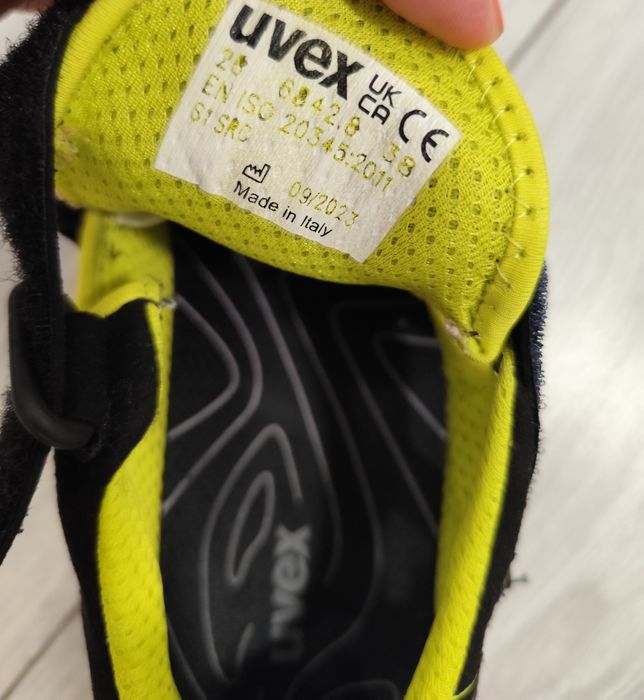 uvex UK CA CE
26 6842.8 38
EN ISO 20345:2011
S1 SRC
09/2023
Made in Italy
uvex